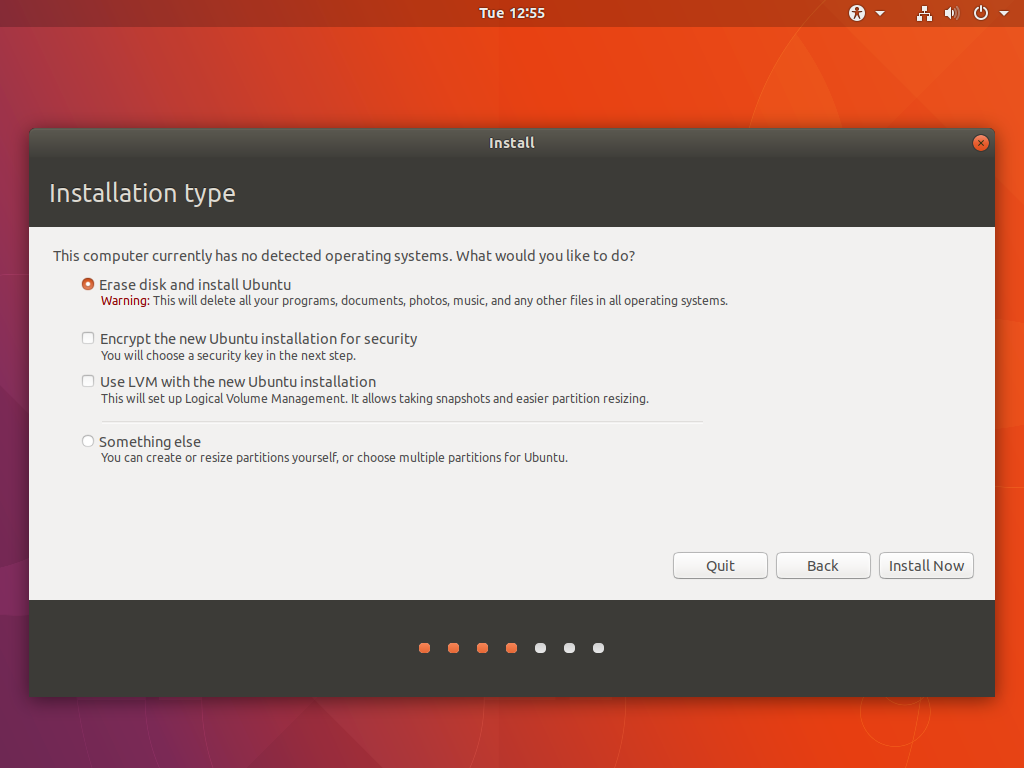 Tue 12:55
Install
Installation type
This computer currently has no detected operating systems. What would you like to do?
Erase disk and install Ubuntu
Warning: This will delete all your programs, documents, photos, music, and any other files in all operating systems.
Encrypt the new Ubuntu installation for security
You will choose a security key in the next step.
Use LVM with the new Ubuntu installation
This will set up Logical Volume Management. It allows taking snapshots and easier partition resizing.
Something else
You can create or resize partitions yourself, or choose multiple partitions for Ubuntu.
Quit Back Install Now